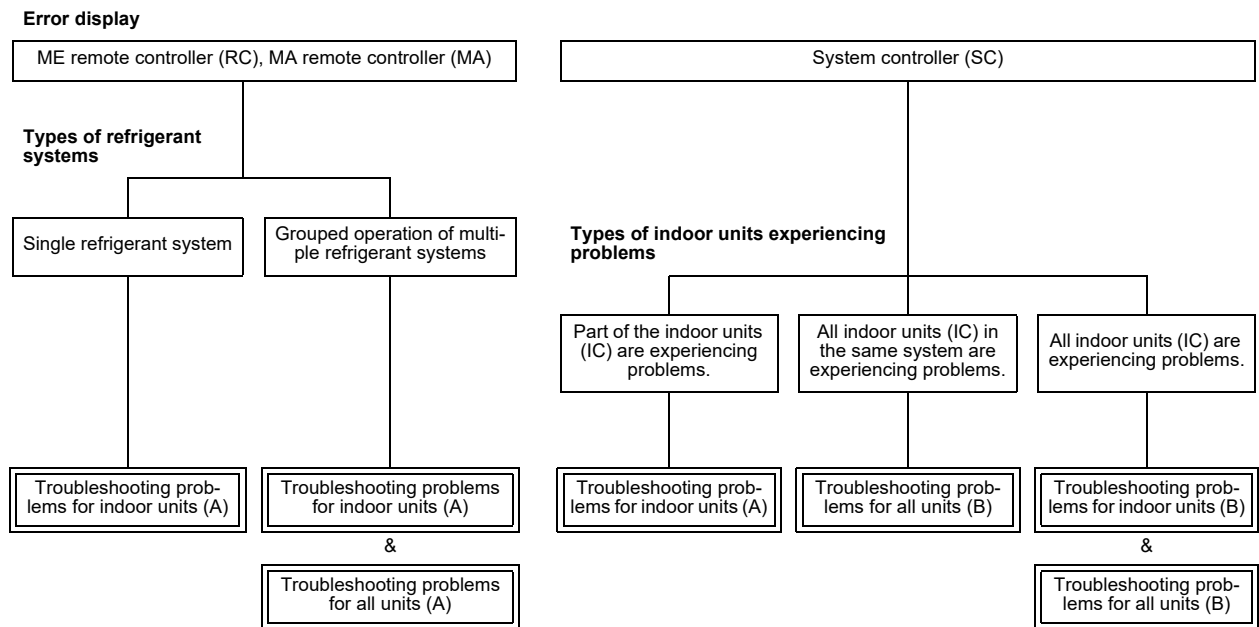 Error display
ME remote controller (RC), MA remote controller (MA)
System controller (SC)
Types of refrigerant
systems
Single refrigerant system
Grouped operation of multi-
ple refrigerant systems
Types of indoor units experiencing
problems
Part of the indoor units
(IC) are experiencing
problems.
All indoor units (IC) in
the same system are
experiencing problems.
All indoor units (IC) are
experiencing problems.
Troubleshooting prob-
lems for indoor units (A)
Troubleshooting problems
for indoor units (A)
&
Troubleshooting problems
for all units (A)
Troubleshooting prob-
lems for indoor units (A)
Troubleshooting prob-
lems for all units (B)
Troubleshooting prob-
lems for indoor units (B)
&
Troubleshooting prob-
lems for all units (B)